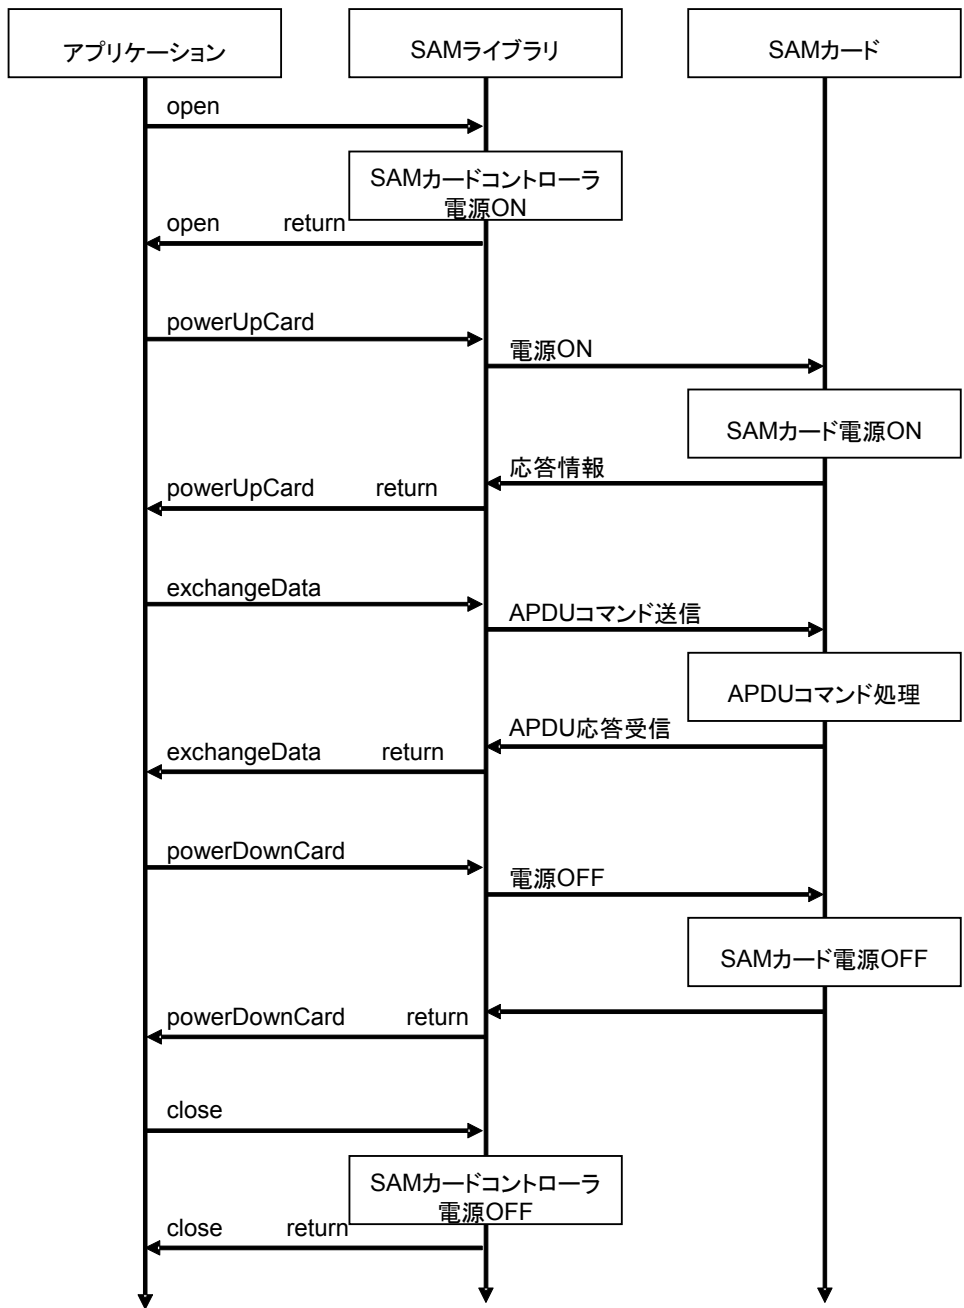 アプリケーション
SAMライブラリ
SAMカード
open
SAMカードコントローラ
電源ON
open return
powerUpCard
電源ON
SAMカード電源ON
応答情報
powerUpCard return
exchangeData
APDUコマンド送信
APDUコマンド処理
APDU応答受信
exchangeData return
powerDownCard
電源OFF
SAMカード電源OFF
powerDownCard return
close
SAMカードコントローラ
電源OFF
close return